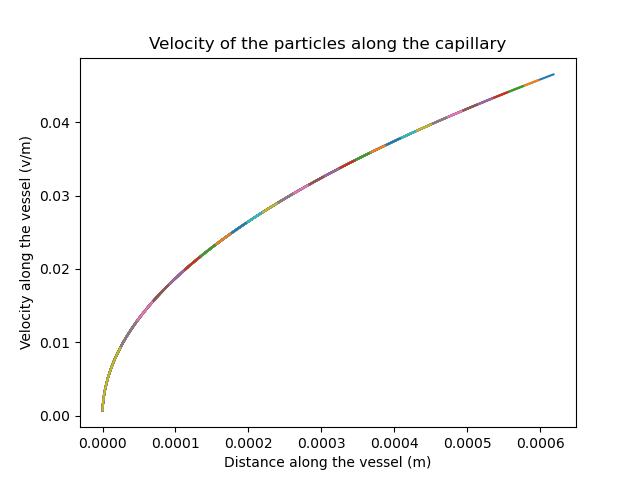 Velocity of the particles along the capillary
Velocity along the vessel (v/m)
0.04
0.03
0.02
0.01
0.00
0.0000 0.0001 0.0002 0.0003 0.0004 0.0005 0.0006
Distance along the vessel (m)